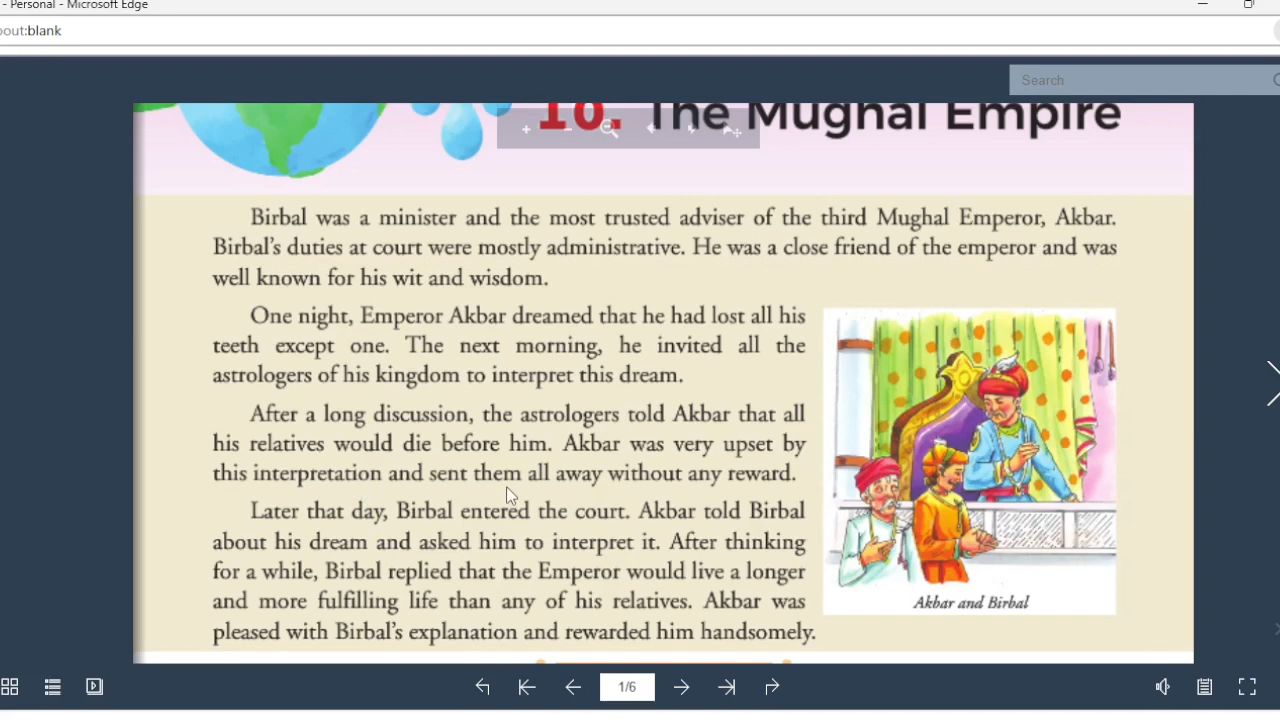 - Personal - Microsoft Edge
out:blank
Search
10. The Mughal Empire
Birbal was a minister and the most trusted adviser of the third Mughal Emperor, Akbar.
Birbal's duties at court were mostly administrative. He was a close friend of the emperor and was
well known for his wit and wisdom.
One night, Emperor Akbar dreamed that he had lost all his
teeth except one. The next morning, he invited all the
astrologers of his kingdom to interpret this dream.
After a long discussion, the astrologers told Akbar that all
his relatives would die before him. Akbar was very upset by
this interpretation and sent them all away without any reward.
Later that day, Birbal entered the court. Akbar told Birbal
about his dream and asked him to interpret it. After thinking
for a while, Birbal replied that the Emperor would live a longer
and more fulfilling life than any of his relatives. Akbar was
pleased with Birbal's explanation and rewarded him handsomely.
Akbar and Birbal
1/6